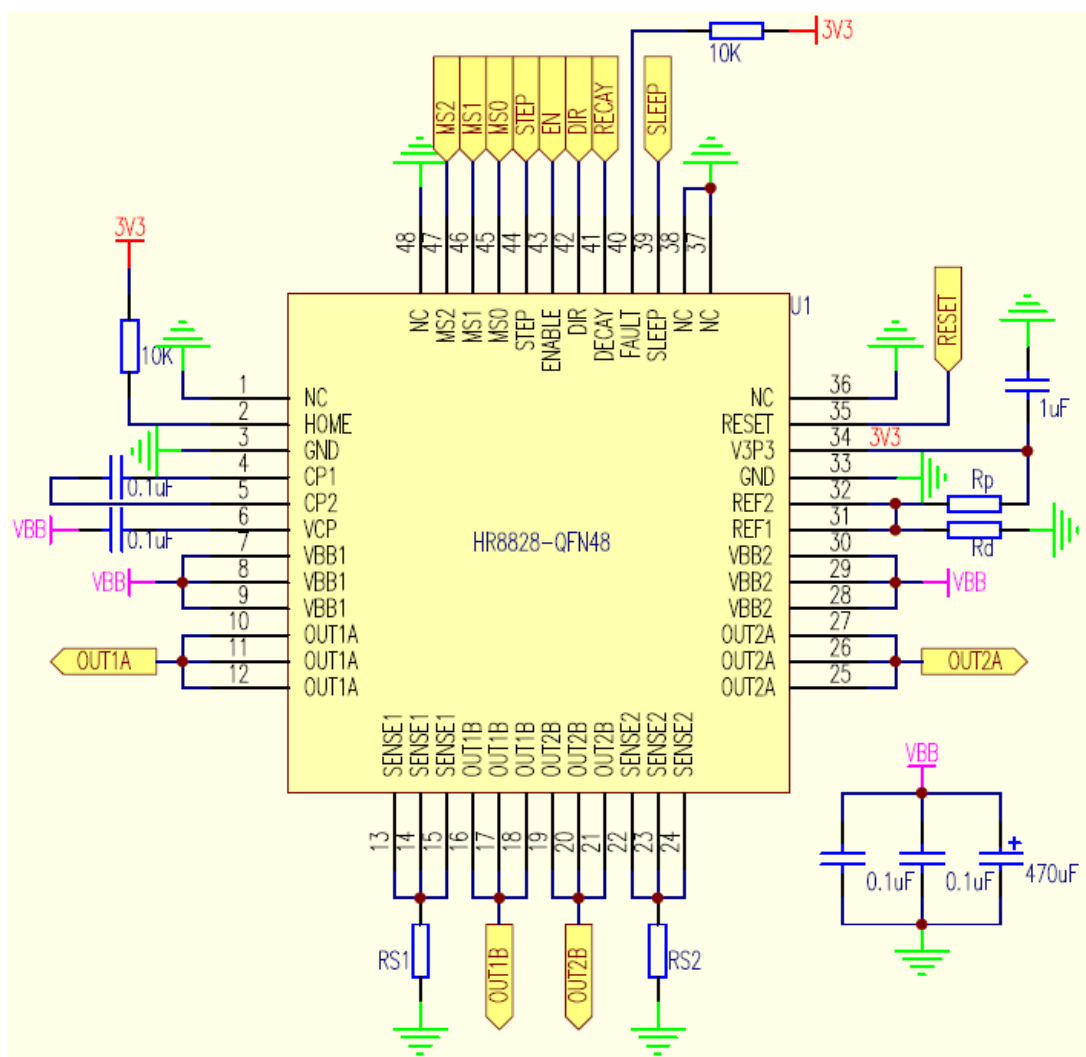 3V3
10K
MS2
MS1
MS0
STEP
EN
DIR
RECAY
SLEEP
48
47
46
45
44
43
42
41
40
39
38
37
NC
MS2
MS1
MS0
STEP
ENABLE
DIR
DECAY
FAULT
SLEEP
NC
NC
U1
3V3
10K
RESET
1uF
1 NC
2 HOME
3 GND
4 CP1
0.1uF
5 CP2
VBB
6 VCP
0.1uF
7 VBB1
VBB
8 VBB1
9 VBB1
10 OUT1A
OUT1A
11 OUT1A
12 OUT1A
HR8828-QFN48
NC 36
RESET 35
V3P3 34 3V3
GND 33
REF2 32 Rp
REF1 31 Rd
VBB2 30
VBB2 29 VBB
VBB2 28
OUT2A 27
OUT2A 26 OUT2A
OUT2A 25
SENSE1
SENSE1
SENSE1
OUT1B
OUT1B
OUT1B
OUT2B
OUT2B
OUT2B
SENSE2
SENSE2
SENSE2
13
14
15
16
17
18
19
20
21
22
23
24
RS1
OUT1B
OUT2B
RS2
VBB
0.1uF
0.1uF
+
470uF